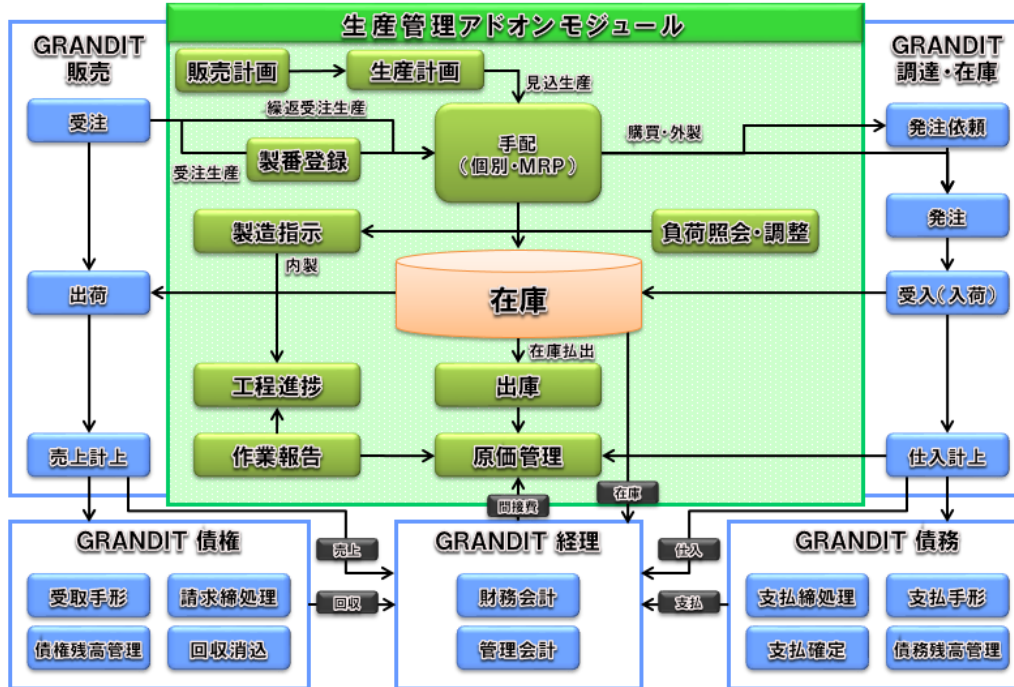 生産管理アドオンモジュール
GRANDIT
販売
GRANDIT
調達・在庫
販売計画
生産計画
見込生産
受注
繰返受注生産
受注生産
製番登録
手配
(個別・MRP)
購買・外製
発注依頼
発注
製造指示
負荷照会・調整
内製
出荷
在庫
受入(入荷)
在庫払出
工程進捗
出庫
売上計上
作業報告
原価管理
仕入計上
間接費
在庫
GRANDIT 債権
売上
GRANDIT 経理
仕入
GRANDIT 債務
受取手形
請求締処理
回収
財務会計
支払
支払締処理
支払手形
債権残高管理
回収消込
管理会計
支払確定
債務残高管理